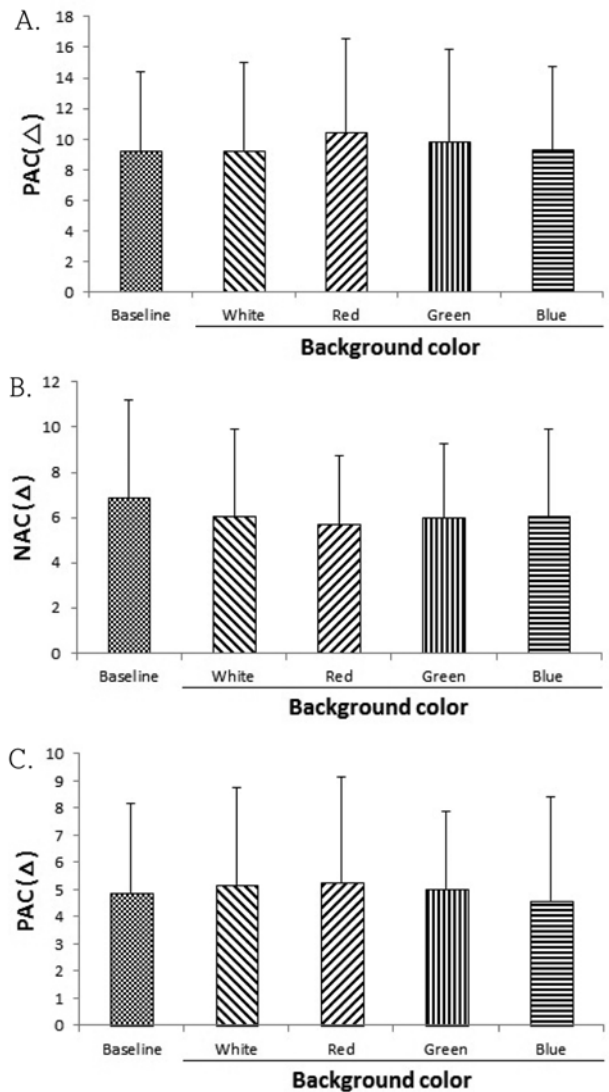 A.
PAC(△)
18
16
14
12
10
8
6
4
2
0
Baseline White Red Green Blue
Background color
B.
NAC(Δ)
12
10
8
6
4
2
0
Baseline White Red Green Blue
Background color
C.
PAC(Δ)
10
9
8
7
6
5
4
3
2
1
0
Baseline White Red Green Blue
Background color